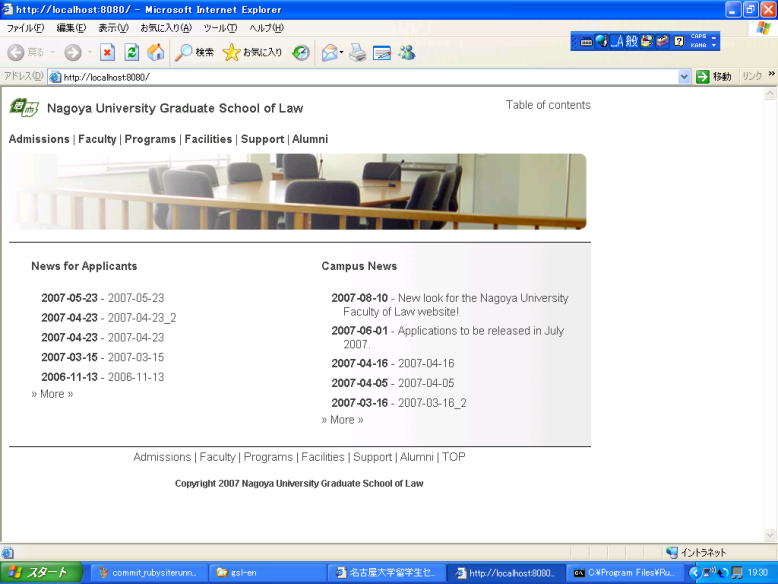 http://localhost:8080/ - Microsoft Internet Explorer
ファイル(F) 編集(E) 表示(V) お気に入り(A) ツール(T) ヘルプ(H)
A 般 CAPS KANA
戻る 検索 お気に入り
アドレス(D) http://localhost:8080/ 移動 リンク »
Nagoya University Graduate School of Law
Table of contents
Admissions | Faculty | Programs | Facilities | Support | Alumni
News for Applicants
2007-05-23 - 2007-05-23
2007-04-23 - 2007-04-23_2
2007-04-23 - 2007-04-23
2007-03-15 - 2007-03-15
2006-11-13 - 2006-11-13
» More »
Campus News
2007-08-10 - New look for the Nagoya University
Faculty of Law website!
2007-06-01 - Applications to be released in July
2007.
2007-04-16 - 2007-04-16
2007-04-05 - 2007-04-05
2007-03-16 - 2007-03-16_2
» More »
Admissions | Faculty | Programs | Facilities | Support | Alumni | TOP
Copyright 2007 Nagoya University Graduate School of Law
イントラネット
スタート commit_rubysiterunn... gsl-en 名古屋大学留学生セ... http://localhost:8080... C:¥Program Files¥Ru... 19:30